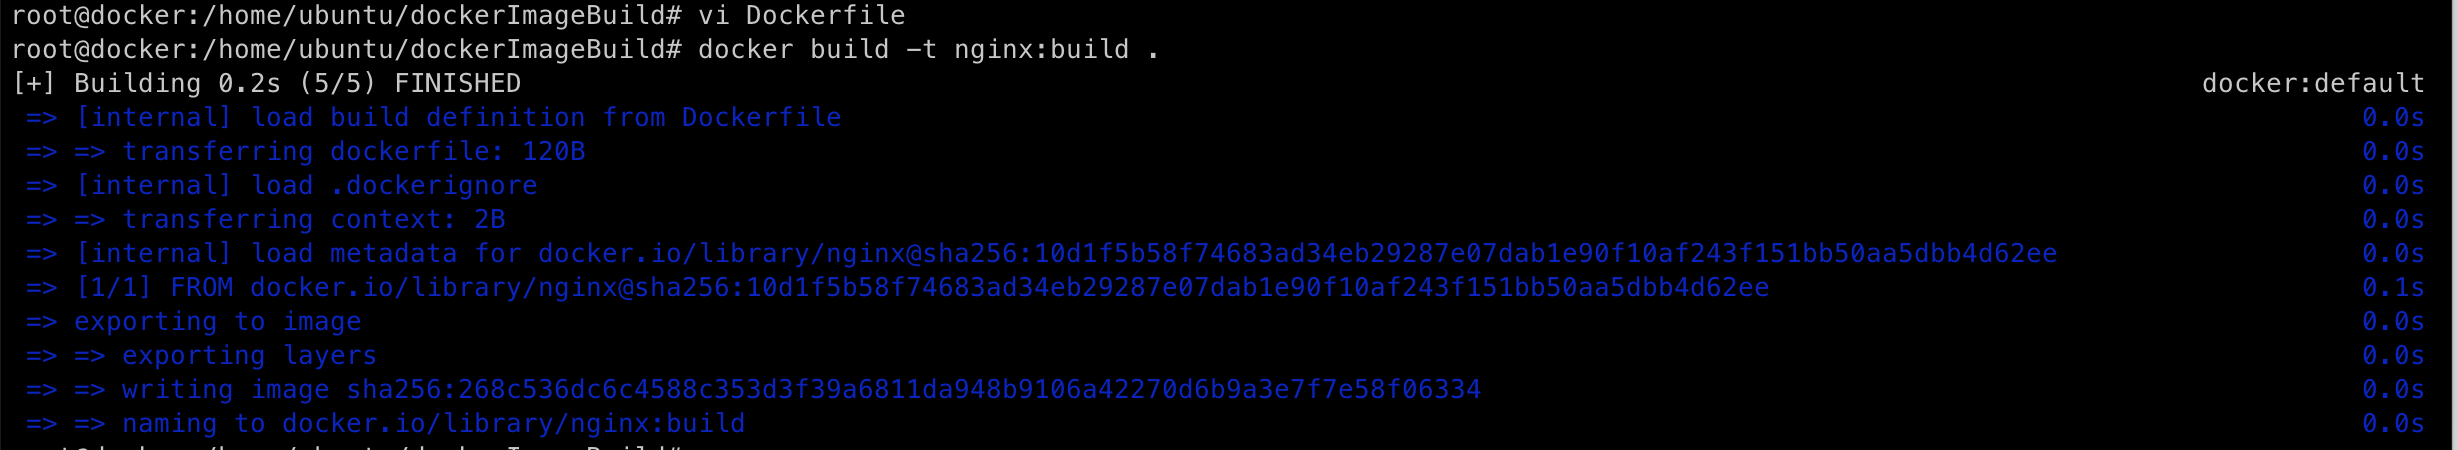 root@docker:/home/ubuntu/dockerImageBuild# vi Dockerfile
root@docker:/home/ubuntu/dockerImageBuild# docker build -t nginx:build .
[+] Building 0.2s (5/5) FINISHED docker:default
=> [internal] load build definition from Dockerfile 0.0s
=> => transferring dockerfile: 120B 0.0s
=> [internal] load .dockerignore 0.0s
=> => transferring context: 2B 0.0s
=> [internal] load metadata for docker.io/library/nginx@sha256:10d1f5b58f74683ad34eb29287e07dab1e90f10af243f151bb50aa5dbb4d62ee 0.0s
=> [1/1] FROM docker.io/library/nginx@sha256:10d1f5b58f74683ad34eb29287e07dab1e90f10af243f151bb50aa5dbb4d62ee 0.1s
=> exporting to image 0.0s
=> => exporting layers 0.0s
=> => writing image sha256:268c536dc6c4588c353d3f39a6811da948b9106a42270d6b9a3e7f7e58f06334 0.0s
=> => naming to docker.io/library/nginx:build 0.0s